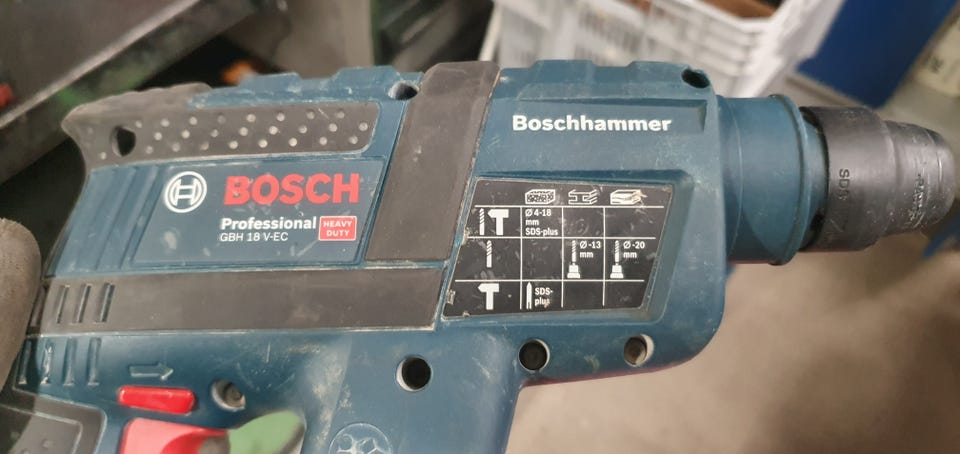 Boschhammer
BOSCH
Professional
HEAVY
DUTY
GBH 18 V-EC
Ø 4-18
mm
SDS-plus
Ø -13
mm
Ø -20
mm
SDS-
plus
SDS